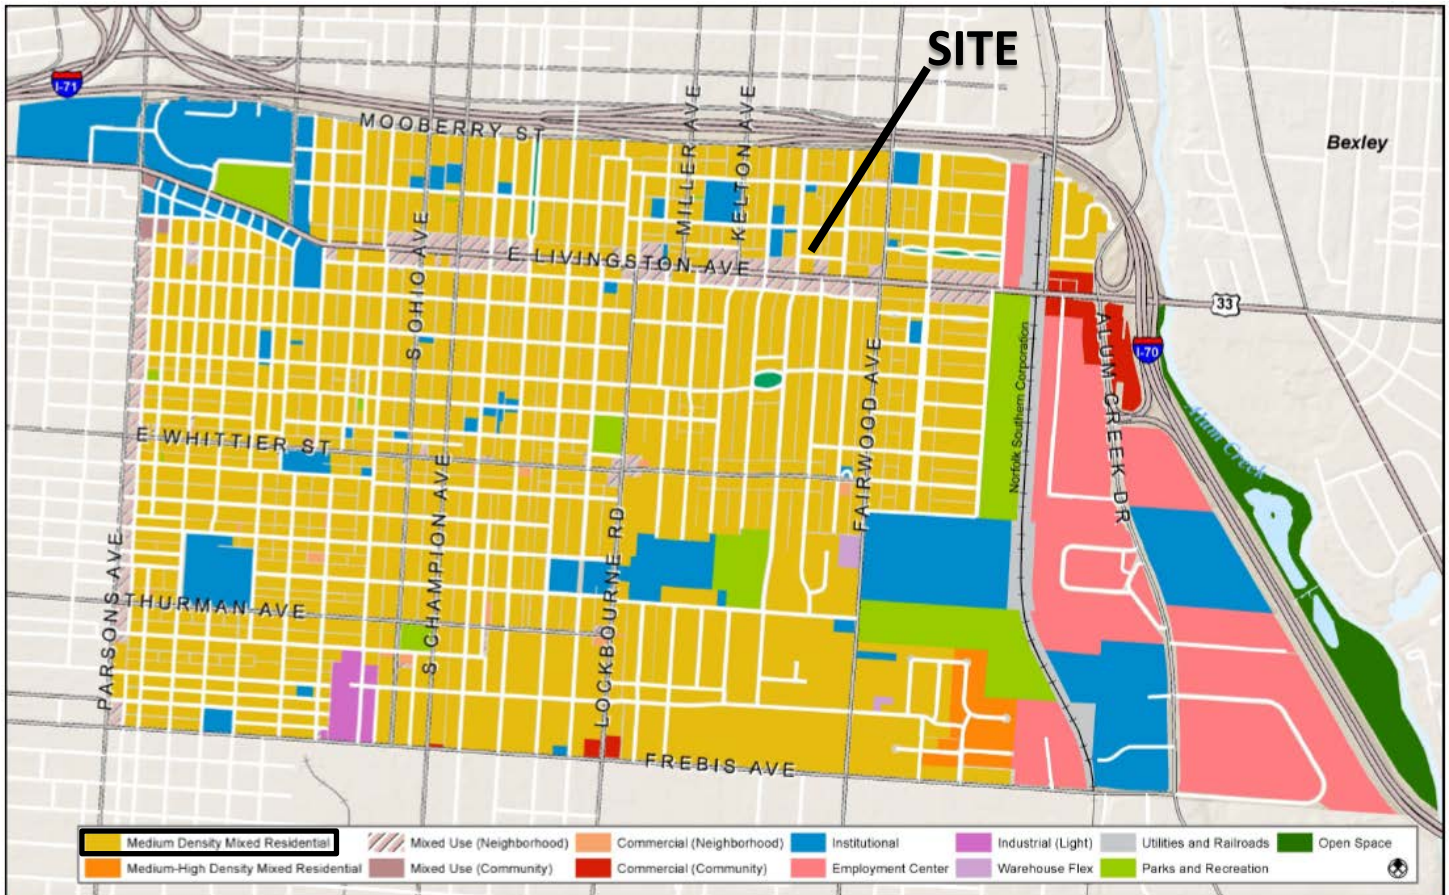 SITE
I-71
MOOBERRY ST
MILLER AVE
KELTON AVE
Bexley
S OHIO AVE
E LIVINGSTON AVE
33
I-70
ALUM CREEK DR
Norfolk Southern Corporation
FAIRWOOD AVE
Alum Creek
E WHITTIER ST
S CHAMPION AVE
LOCKBOURNE RD
PARSONS AVE
THURMAN AVE
FREBIS AVE
Medium Density Mixed Residential
Mixed Use (Neighborhood)
Commercial (Neighborhood)
Institutional
Industrial (Light)
Utilities and Railroads
Open Space
Medium-High Density Mixed Residential
Mixed Use (Community)
Commercial (Community)
Employment Center
Warehouse Flex
Parks and Recreation